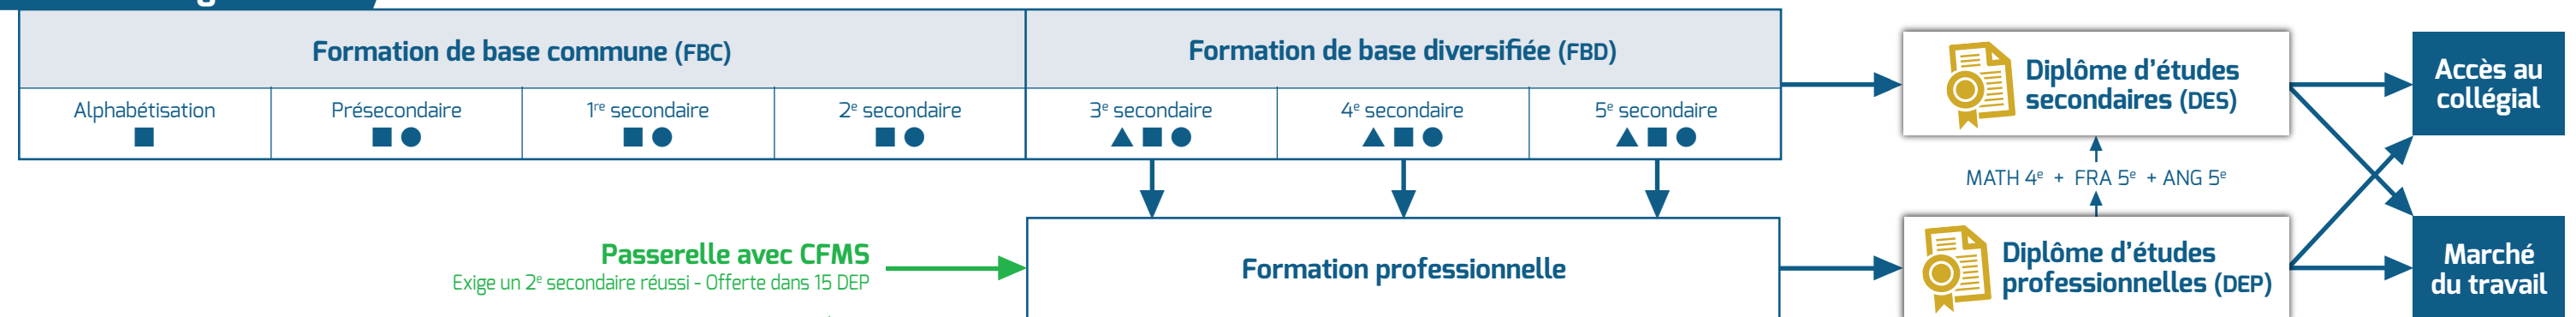 Formation de base commune (FBC)
Formation de base diversifiée (FBD)
Alphabétisation
Présecondaire
1re secondaire
2e secondaire
3e secondaire
4e secondaire
5e secondaire
Diplôme d'études
secondaires (DES)
Accès au
collégial
MATH 4e + FRA 5e + ANG 5e
Passerelle avec CFMS
Exige un 2e secondaire réussi - Offerte dans 15 DEP
Formation professionnelle
Diplôme d'études
professionnelles (DEP)
Marché
du travail